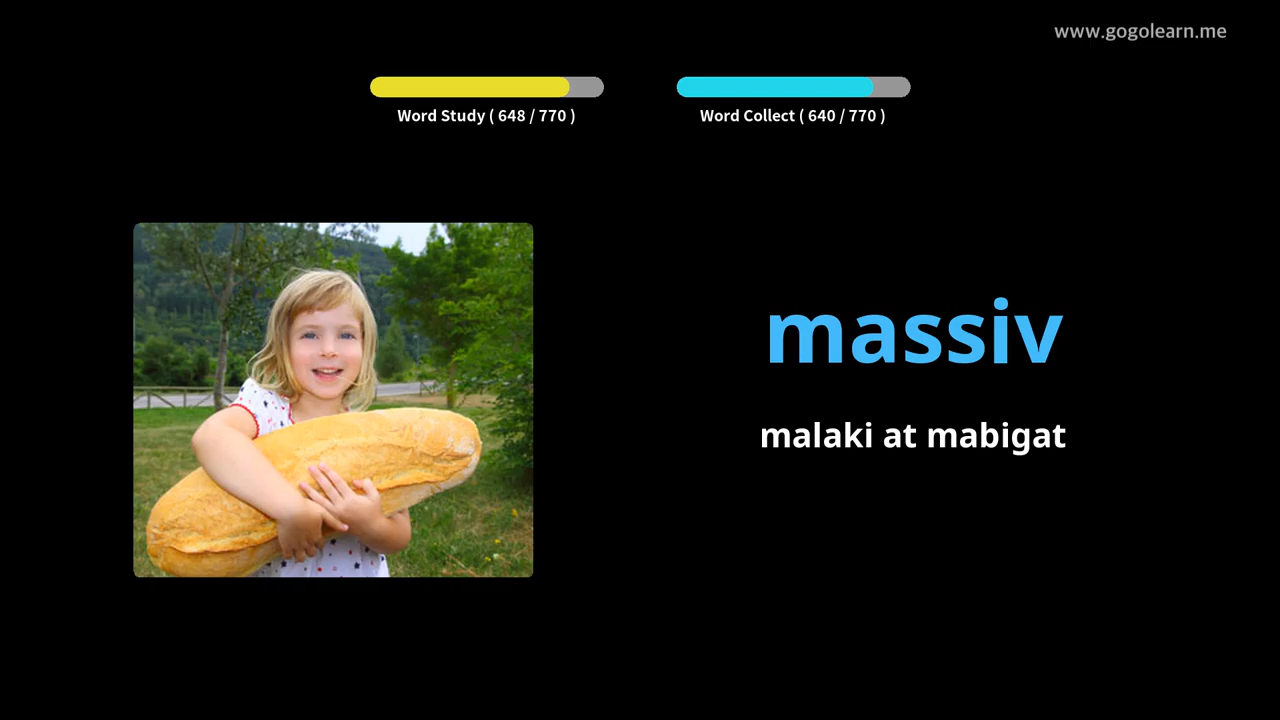 www.gogolearn.me
Word Study ( 648 / 770 )
Word Collect ( 640 / 770 )
massiv
malaki at mabigat